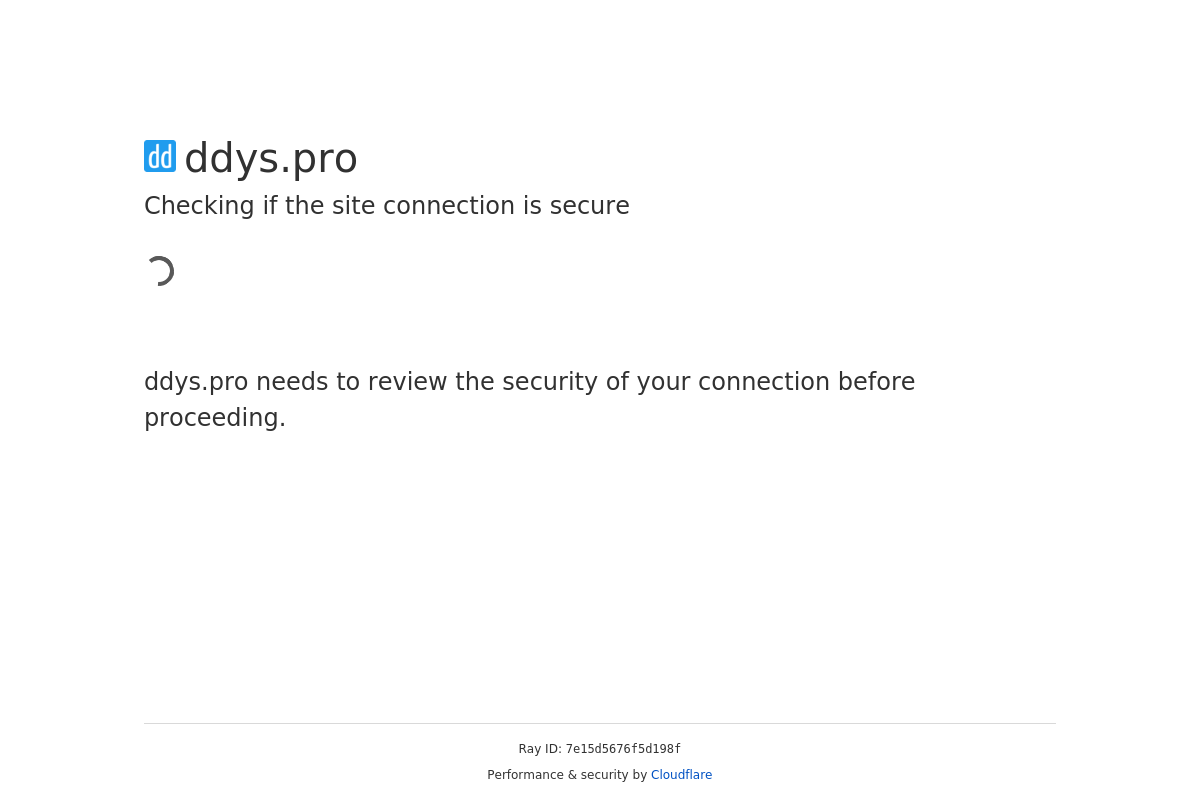 dd ddys.pro
Checking if the site connection is secure
ddys.pro needs to review the security of your connection before
proceeding.
Ray ID: 7e15d5676f5d198f
Performance & security by Cloudflare